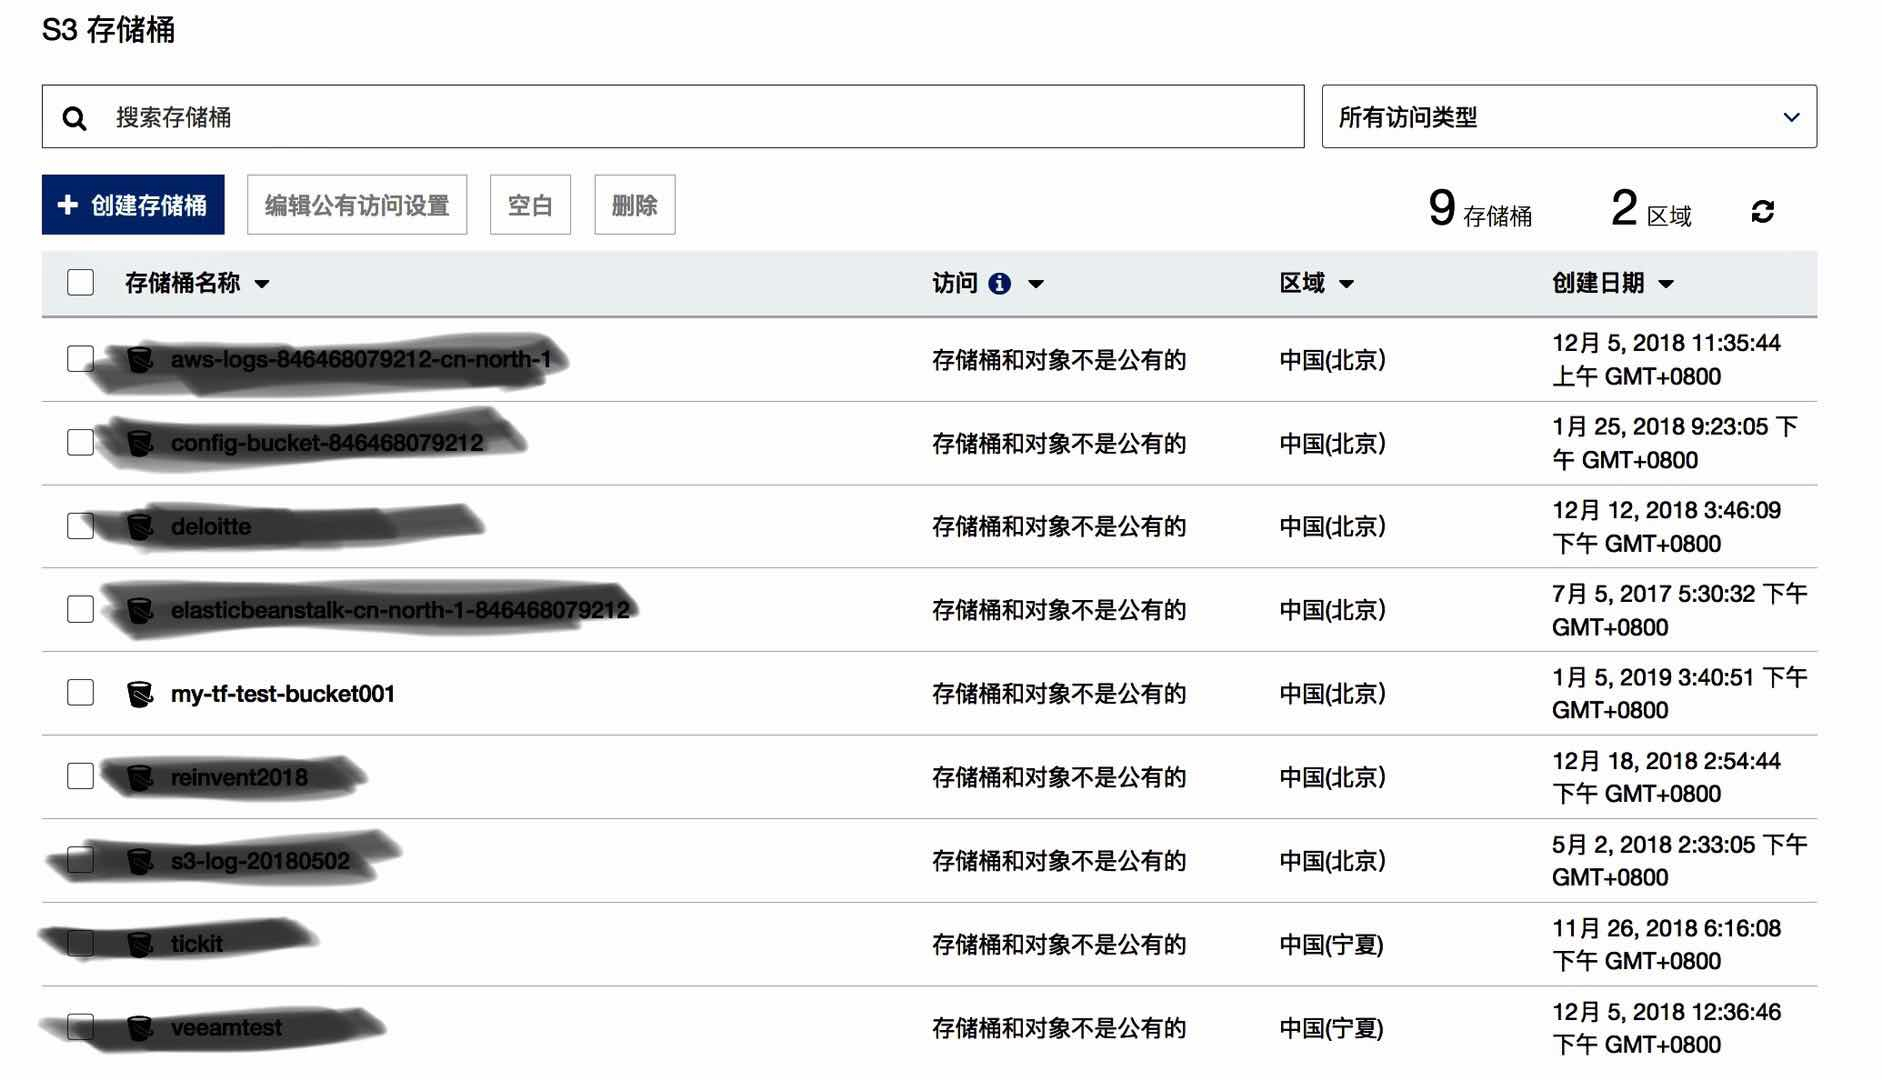 S3 存储桶
搜索存储桶
所有访问类型
创建存储桶 编辑公有访问设置 空白 删除 9 存储桶 2 区域
存储桶名称 访问 区域 创建日期
aws-logs-846468079212-cn-north-1 存储桶和对象不是公有的 中国(北京) 12月 5, 2018 11:35:44
上午 GMT+0800
config-bucket-846468079212 存储桶和对象不是公有的 中国(北京) 1月 25, 2018 9:23:05 下
午 GMT+0800
deloitte 存储桶和对象不是公有的 中国(北京) 12月 12, 2018 3:46:09
下午 GMT+0800
elasticbeanstalk-cn-north-1-846468079212 存储桶和对象不是公有的 中国(北京) 7月 5, 2017 5:30:32 下午
GMT+0800
my-tf-test-bucket001 存储桶和对象不是公有的 中国(北京) 1月 5, 2019 3:40:51 下午
GMT+0800
reinvent2018 存储桶和对象不是公有的 中国(北京) 12月 18, 2018 2:54:44
下午 GMT+0800
s3-log-20180502 存储桶和对象不是公有的 中国(北京) 5月 2, 2018 2:33:05 下午
GMT+0800
tickit 存储桶和对象不是公有的 中国(宁夏) 11月 26, 2018 6:16:08
下午 GMT+0800
veeamtest 存储桶和对象不是公有的 中国(宁夏) 12月 5, 2018 12:36:46
下午 GMT+0800